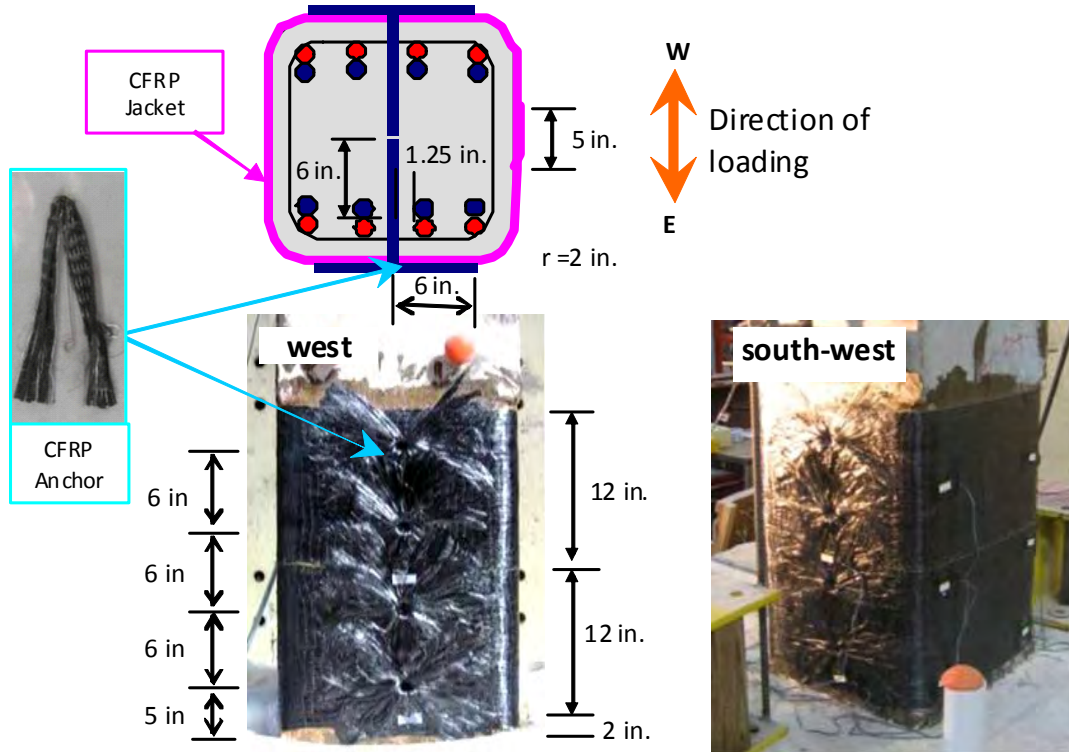 CFRP
Jacket
6 in.
1.25 in.
5 in.
W
Direction of
loading
E
r =2 in.
6 in.
CFRP
Anchor
west
south-west
6 in
6 in
6 in
5 in
12 in.
12 in.
2 in.